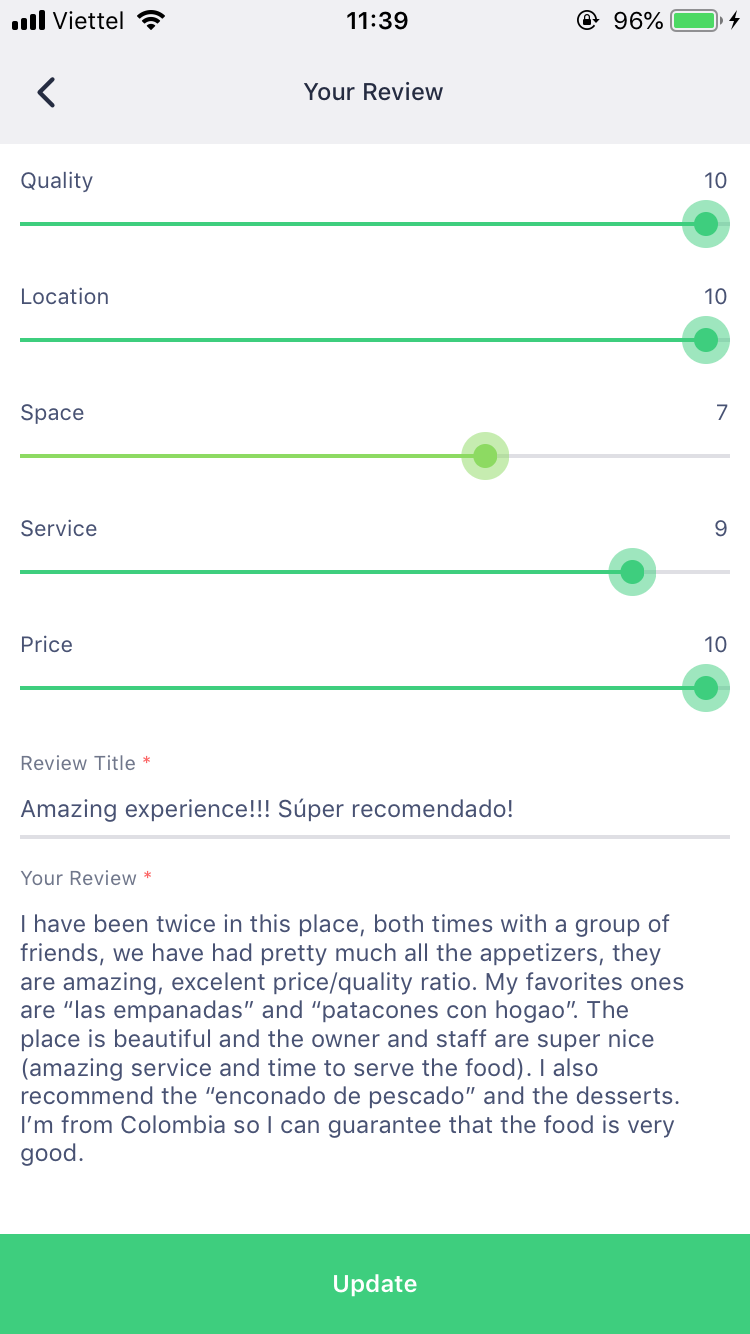 Viettel 11:39 96%
Your Review
Quality 10
Location 10
Space 7
Service 9
Price 10
Review Title *
Amazing experience!!! Súper recomendado!
Your Review *
I have been twice in this place, both times with a group of
friends, we have had pretty much all the appetizers, they
are amazing, excelent price/quality ratio. My favorites ones
are “las empanadas” and “patacones con hogao”. The
place is beautiful and the owner and staff are super nice
(amazing service and time to serve the food). I also
recommend the “enconado de pescado” and the desserts.
I’m from Colombia so I can guarantee that the food is very
good.
Update